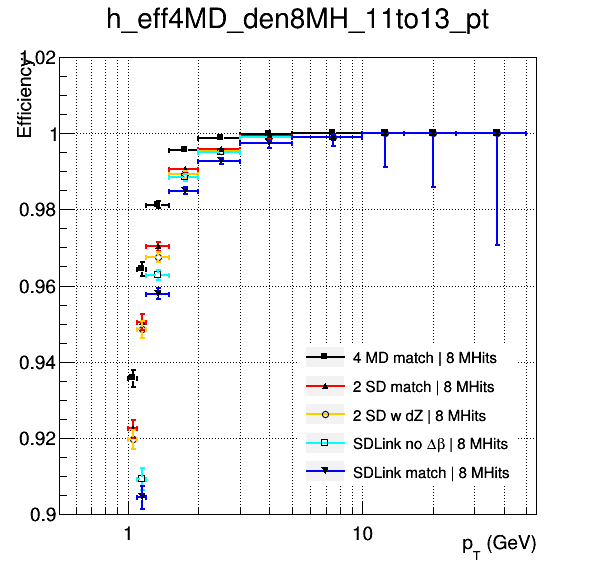 h_eff4MD_den8MH_11to13_pt
Efficiency
1.02
1
0.98
0.96
0.94
0.92
0.9
4 MD match | 8 MHits
2 SD match | 8 MHits
2 SD w dZ | 8 MHits
SDLink no Δβ | 8 MHits
SDLink match | 8 MHits
1
10
p_T (GeV)